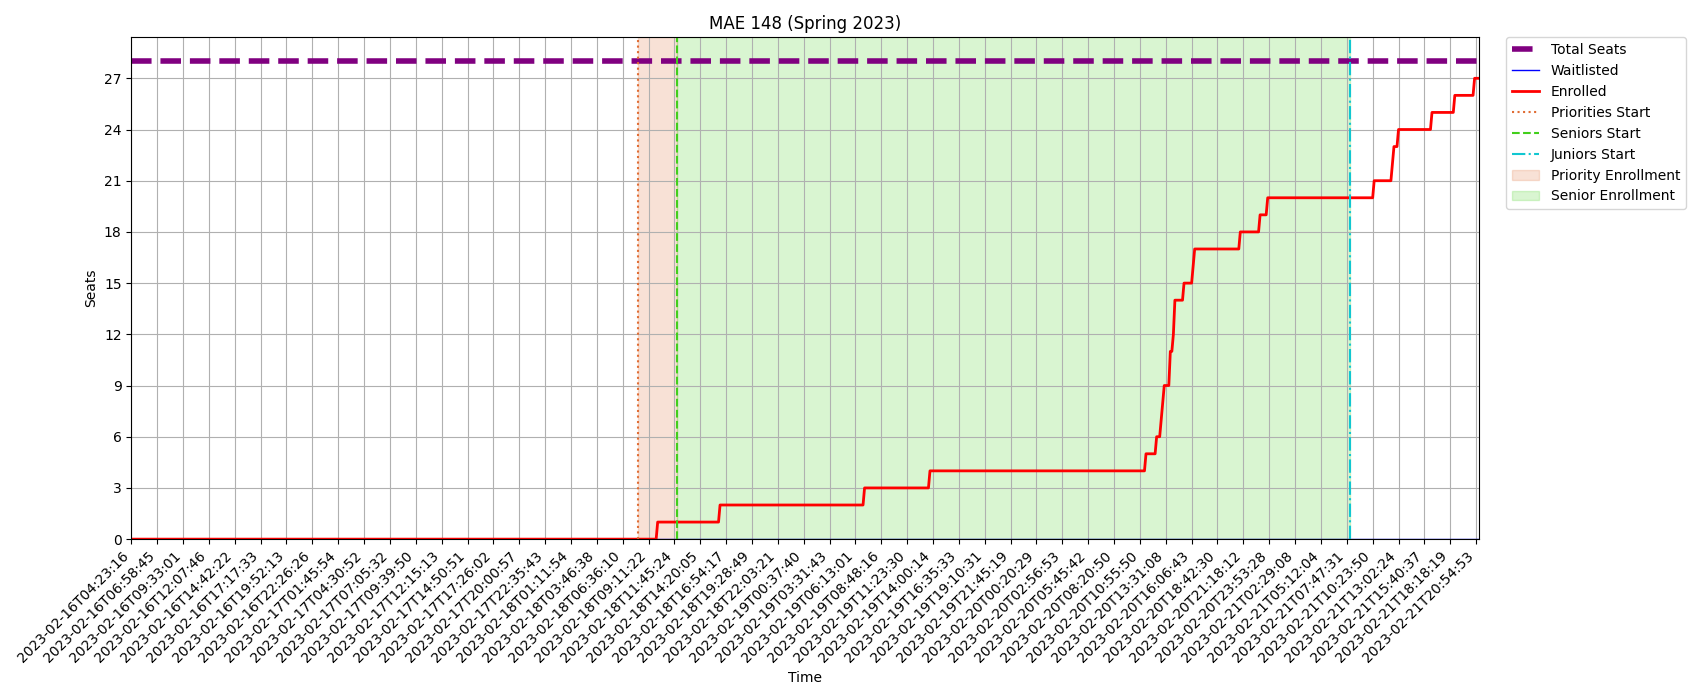 MAE 148 (Spring 2023)
Total Seats
Waitlisted
Enrolled
Priorities Start
Seniors Start
Juniors Start
Priority Enrollment
Senior Enrollment
Seats
27
24
21
18
15
12
9
6
3
0
2023-02-16T04:23:16
2023-02-16T06:58:45
2023-02-16T09:33:01
2023-02-16T12:07:46
2023-02-16T14:42:22
2023-02-16T17:17:33
2023-02-16T19:52:13
2023-02-16T22:26:26
2023-02-17T01:45:54
2023-02-17T04:30:52
2023-02-17T07:05:32
2023-02-17T09:39:50
2023-02-17T12:15:13
2023-02-17T14:50:51
2023-02-17T17:26:02
2023-02-17T20:00:57
2023-02-17T22:35:43
2023-02-18T01:11:54
2023-02-18T03:46:38
2023-02-18T06:36:10
2023-02-18T09:11:22
2023-02-18T11:45:24
2023-02-18T14:20:05
2023-02-18T16:54:17
2023-02-18T19:28:49
2023-02-18T22:03:21
2023-02-19T00:37:40
2023-02-19T03:31:43
2023-02-19T06:13:01
2023-02-19T08:48:16
2023-02-19T11:23:30
2023-02-19T14:00:14
2023-02-19T16:35:33
2023-02-19T19:10:31
2023-02-19T21:45:19
2023-02-20T00:20:29
2023-02-20T02:56:53
2023-02-20T05:45:42
2023-02-20T08:20:50
2023-02-20T10:55:50
2023-02-20T13:31:08
2023-02-20T16:06:43
2023-02-20T18:42:30
2023-02-20T21:18:12
2023-02-20T23:53:28
2023-02-21T02:29:08
2023-02-21T05:12:04
2023-02-21T07:47:31
2023-02-21T10:23:50
2023-02-21T13:02:24
2023-02-21T15:40:37
2023-02-21T18:18:19
2023-02-21T20:54:53
Time